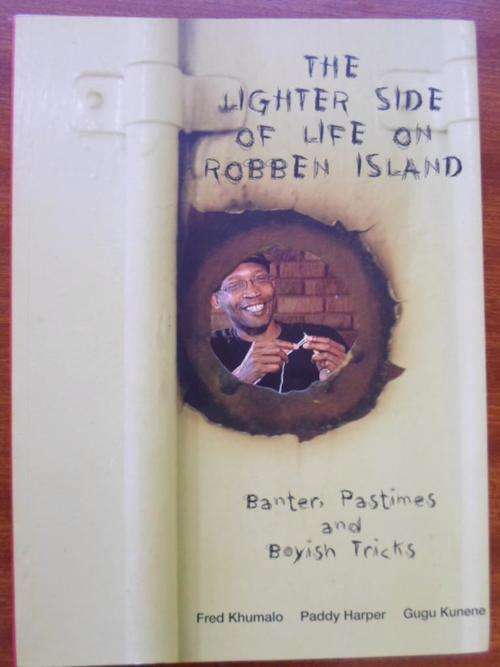 THE
LIGHTER SIDE
OF LIFE ON
ROBBEN ISLAND
Banter, Pastimes
and
Boyish Tricks
Fred Khumalo Paddy Harper Gugu Kunene